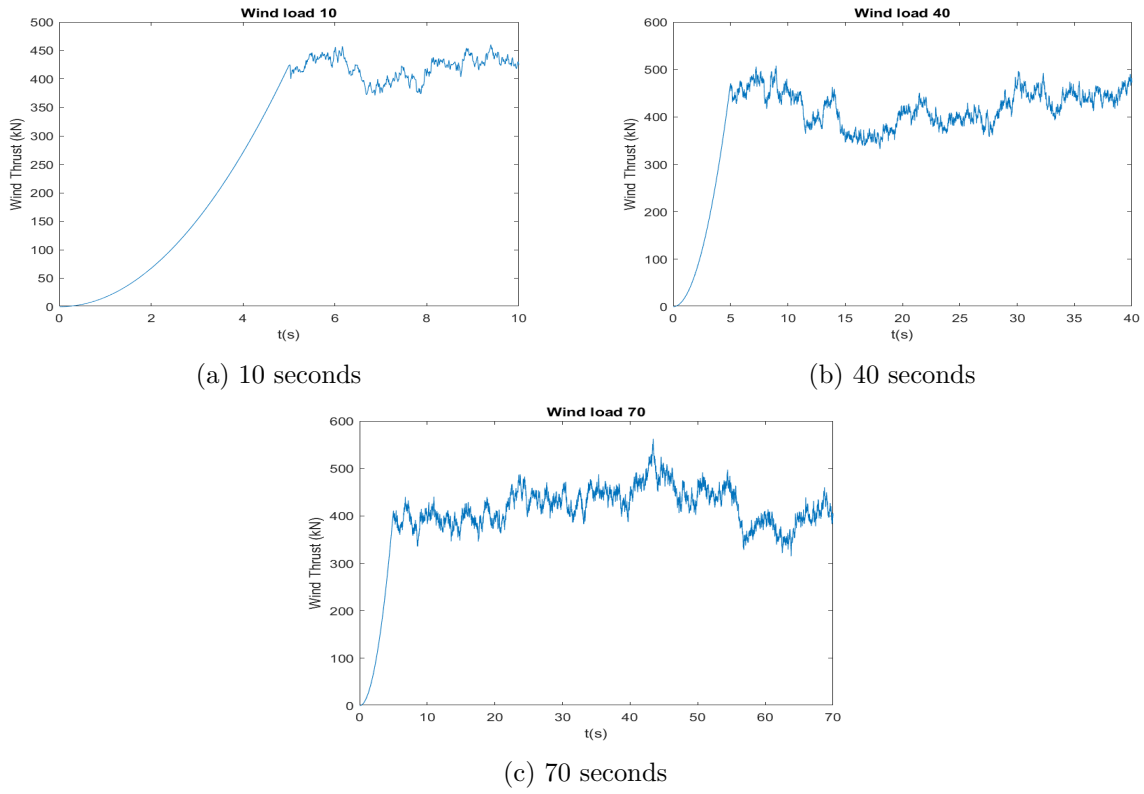 Wind load 10
500
450
400
350
300
250
200
150
100
50
0
Wind Thrust (kN)
0 2 4 6 8 10
t(s)
(a) 10 seconds
Wind load 40
600
500
400
300
200
100
0
Wind Thrust (kN)
0 5 10 15 20 25 30 35 40
t(s)
(b) 40 seconds
Wind load 70
600
500
400
300
200
100
0
Wind Thrust (kN)
0 10 20 30 40 50 60 70
t(s)
(c) 70 seconds